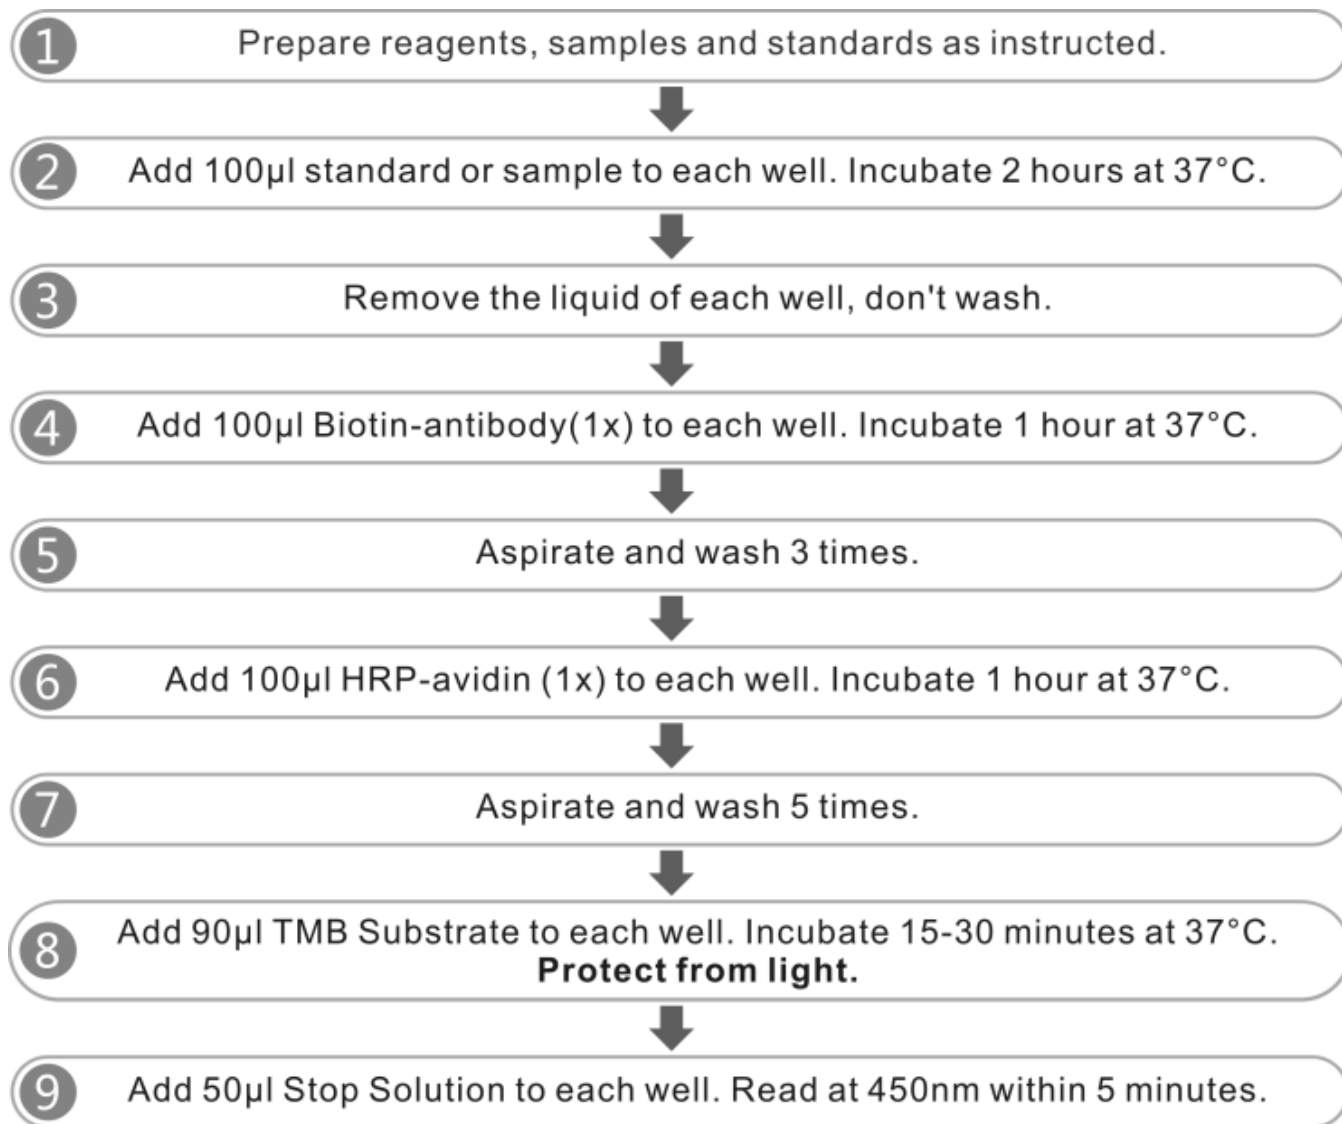 1 Prepare reagents, samples and standards as instructed.
2 Add 100µl standard or sample to each well. Incubate 2 hours at 37°C.
3 Remove the liquid of each well, don't wash.
4 Add 100µl Biotin-antibody(1x) to each well. Incubate 1 hour at 37°C.
5 Aspirate and wash 3 times.
6 Add 100µl HRP-avidin (1x) to each well. Incubate 1 hour at 37°C.
7 Aspirate and wash 5 times.
8 Add 90µl TMB Substrate to each well. Incubate 15-30 minutes at 37°C.
Protect from light.
9 Add 50µl Stop Solution to each well. Read at 450nm within 5 minutes.